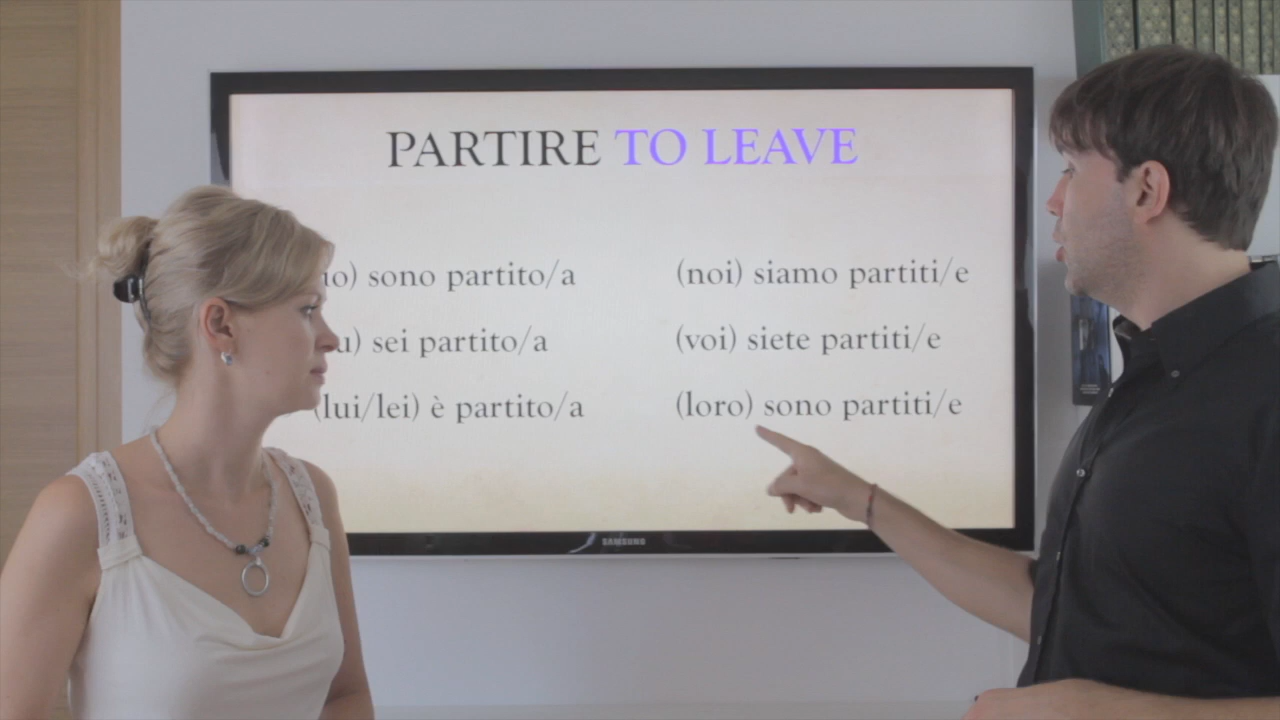 PARTIRE TO LEAVE
io) sono partito/a
u) sei partito/a
(lui/lei) è partito/a
(noi) siamo partiti/e
(voi) siete partiti/e
(loro) sono partiti/e
SAMSUNG